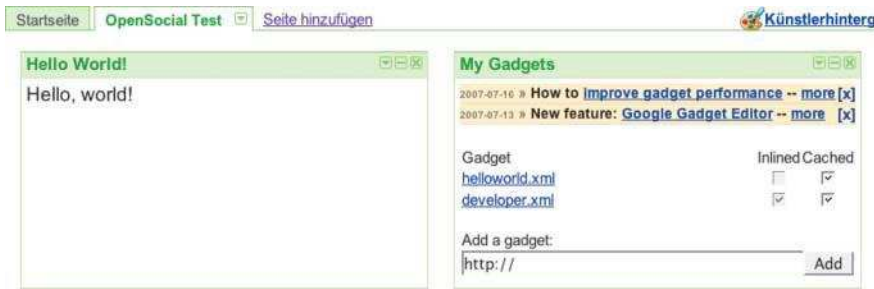 Startseite OpenSocial Test Seite hinzufügen Künstlerhinterg
Hello World!
Hello, world!
My Gadgets
2007-07-16 » How to improve gadget performance -- more [x]
2007-07-13 » New feature: Google Gadget Editor -- more [x]
Gadget Inlined Cached
helloworld.xml
developer.xml
Add a gadget:
http:// Add